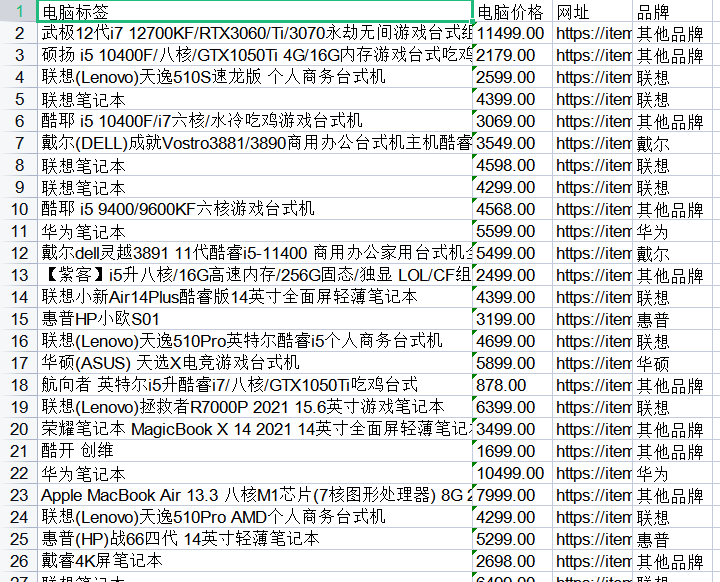 1 电脑标签 电脑价格 网址 品牌
2 武极12代i7 12700KF/RTX3060/Ti/3070永劫无间游戏台式组 11499.00 https://item 其他品牌
3 硕扬 i5 10400F/八核/GTX1050Ti 4G/16G内存游戏台式吃鸡 2179.00 https://item 其他品牌
4 联想(Lenovo)天逸510S速龙版 个人商务台式机 2599.00 https://item 联想
5 联想笔记本 4399.00 https://item 联想
6 酷耶 i5 10400F/i7六核/水冷吃鸡游戏台式机 3069.00 https://item 其他品牌
7 戴尔(DELL)成就Vostro3881/3890商用办公台式机主机酷睿 3549.00 https://item 戴尔
8 联想笔记本 4598.00 https://item 联想
9 联想笔记本 4299.00 https://item 联想
10 酷耶 i5 9400/9600KF六核游戏台式机 4568.00 https://item 其他品牌
11 华为笔记本 5599.00 https://item 华为
12 戴尔dell灵越3891 11代酷睿i5-11400 商用办公家用台式机全 5499.00 https://item 戴尔
13 【紫客】i5升八核/16G高速内存/256G固态/独显 LOL/CF组 2499.00 https://item 其他品牌
14 联想小新Air14Plus酷睿版14英寸全面屏轻薄笔记本 4399.00 https://item 联想
15 惠普HP小欧S01 3199.00 https://item 惠普
16 联想(Lenovo)天逸510Pro英特尔酷睿i5个人商务台式机 4699.00 https://item 联想
17 华硕(ASUS) 天选X电竞游戏台式机 5899.00 https://item 华硕
18 航向者 英特尔i5升酷睿i7/八核/GTX1050Ti吃鸡台式 878.00 https://item 其他品牌
19 联想(Lenovo)拯救者R7000P 2021 15.6英寸游戏笔记本 6399.00 https://item 联想
20 荣耀笔记本 MagicBook X 14 2021 14英寸全面屏轻薄笔记 3499.00 https://item 其他品牌
21 酷开 创维 1699.00 https://item 其他品牌
22 华为笔记本 10499.00 https://item 华为
23 Apple MacBook Air 13.3 八核M1芯片(7核图形处理器) 8G 2 7999.00 https://item 其他品牌
24 联想(Lenovo)天逸510Pro AMD个人商务台式机 4299.00 https://item 联想
25 惠普(HP)战66四代 14英寸轻薄笔记本 5299.00 https://item 惠普
26 戴睿4K屏笔记本 2698.00 https://item 其他品牌
27 联想笔记本 6499.00 https://item 联想